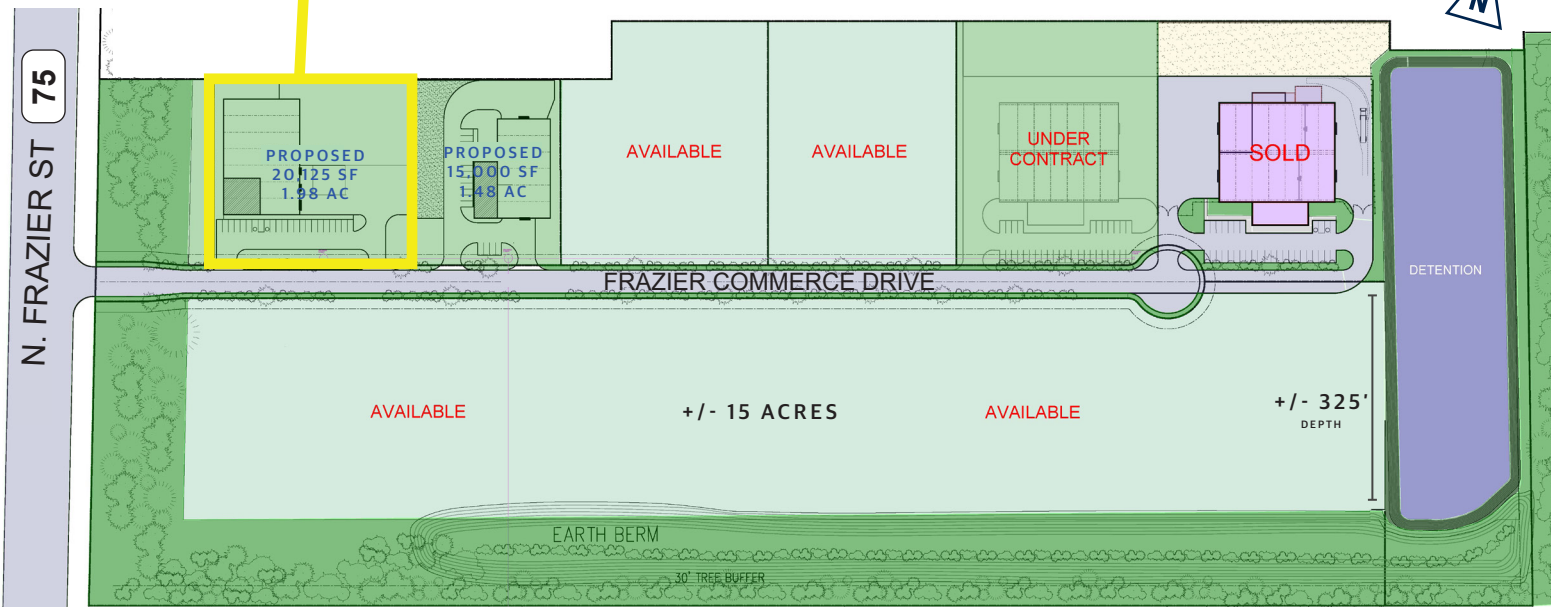 N
N. FRAZIER ST 75
PROPOSED
20,125 SF
1.98 AC
PROPOSED
15,000 SF
1.48 AC
AVAILABLE
AVAILABLE
UNDER
CONTRACT
SOLD
DETENTION
FRAZIER COMMERCE DRIVE
AVAILABLE
+/- 15 ACRES
AVAILABLE
+/- 325'
DEPTH
EARTH BERM
30' TREE BUFFER